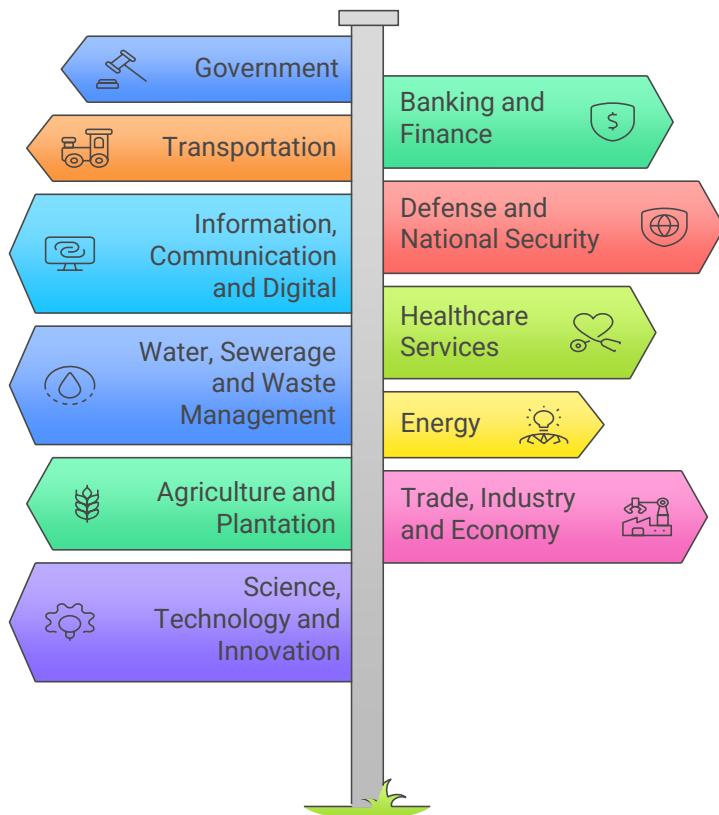 Government
Banking and
Finance
Transportation
Defense and
National Security
Information,
Communication
and Digital
Healthcare
Services
Water, Sewerage
and Waste
Management
Energy
Agriculture and
Plantation
Trade, Industry
and Economy
Science,
Technology and
Innovation
$